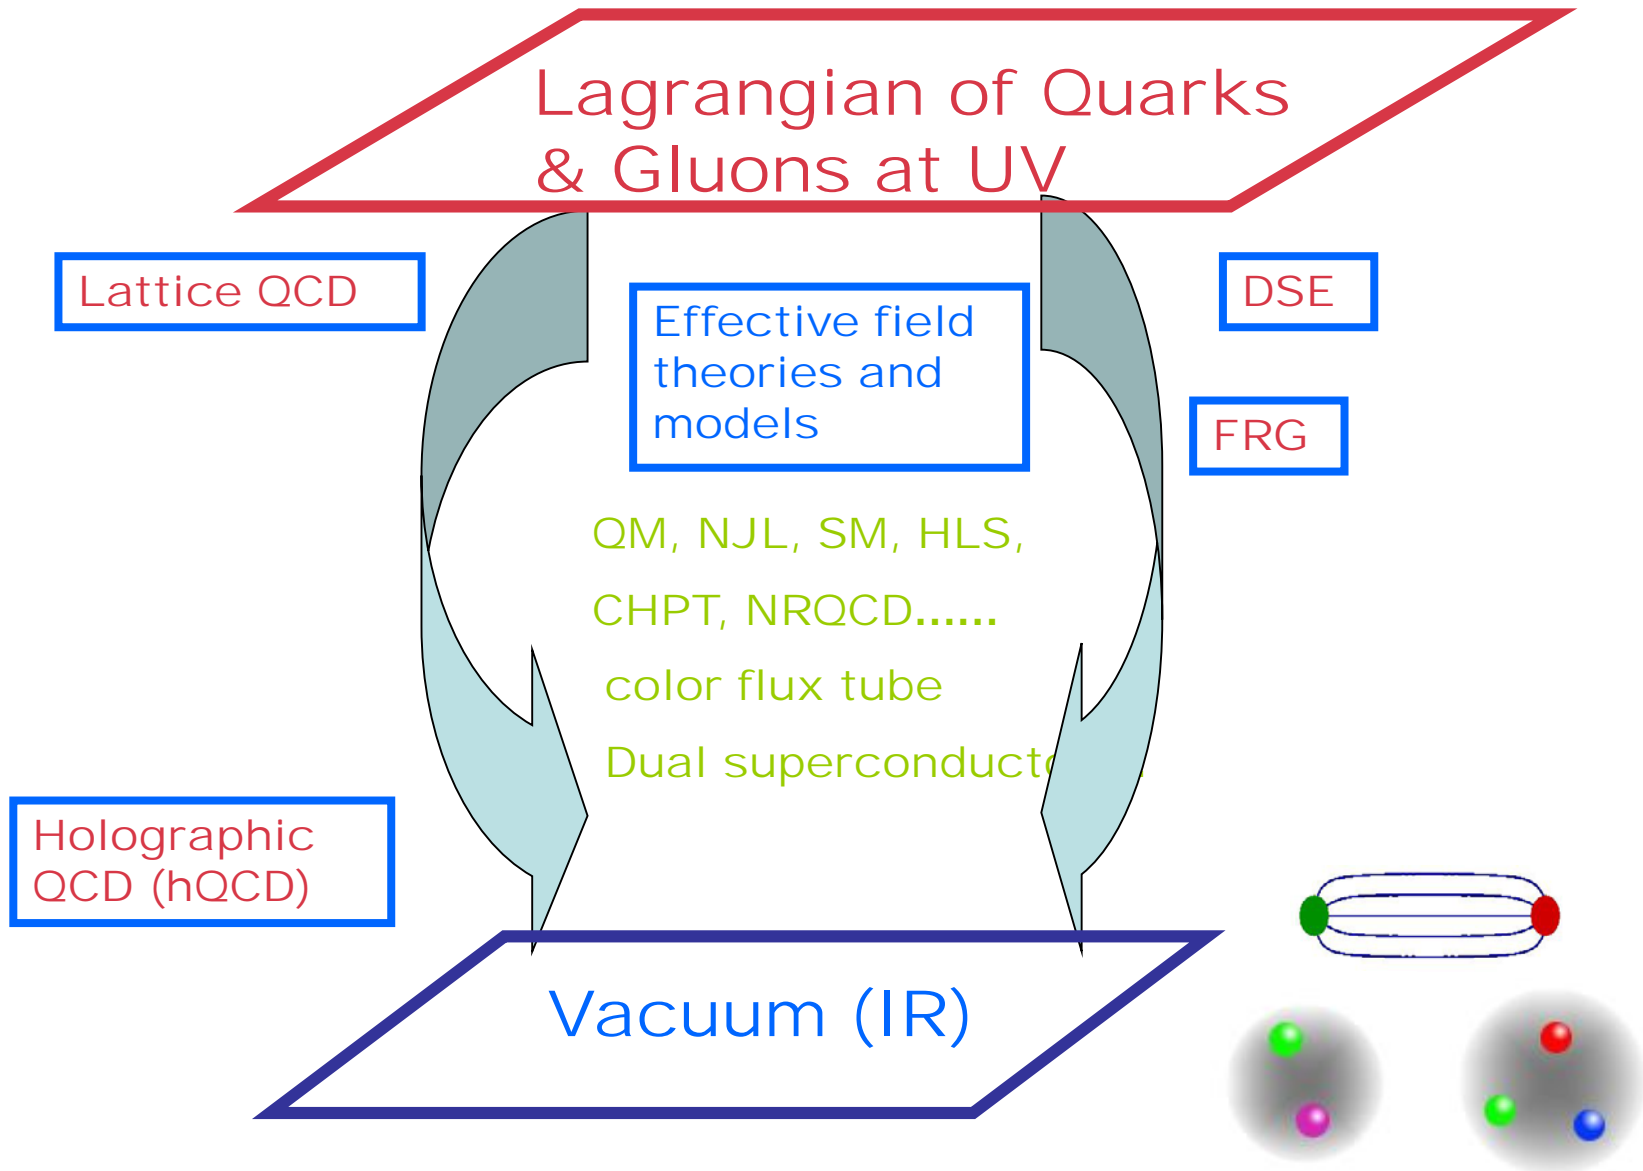 Lagrangian of Quarks
& Gluons at UV
Lattice QCD
DSE
Effective field
theories and
models
FRG
QM, NJL, SM, HLS,
CHPT, NRQCD......
color flux tube
Dual
Holographic
QCD (hQCD)
Vacuum (IR)